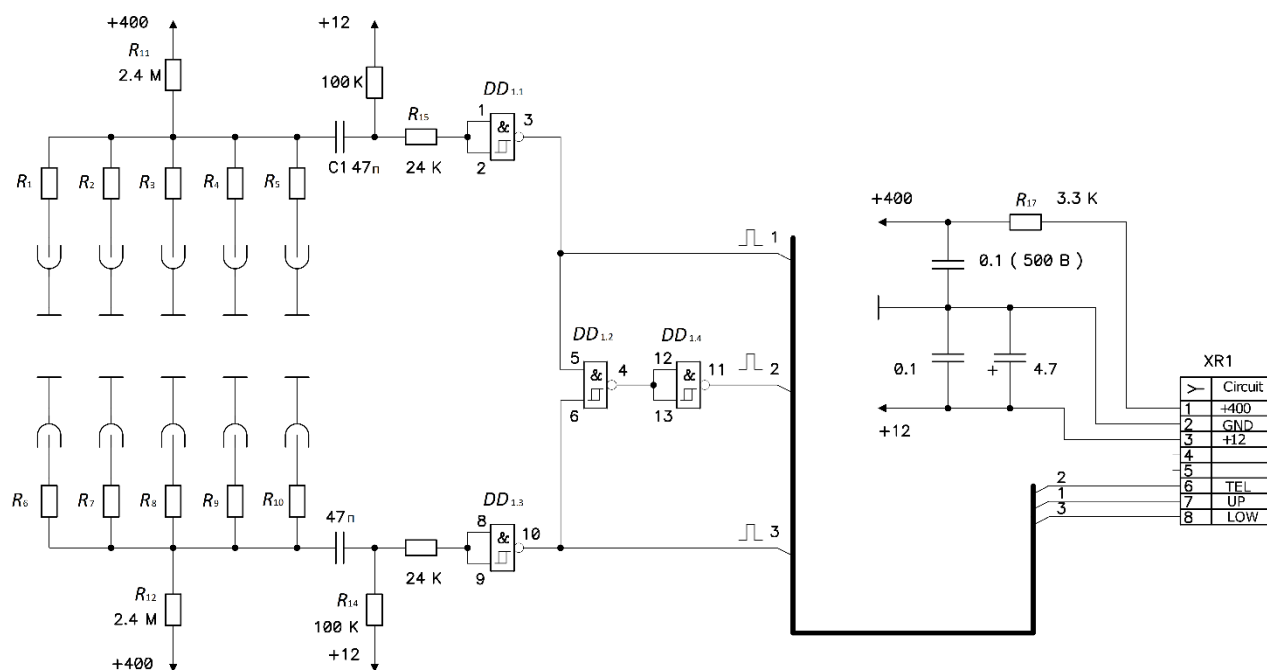 +400
+12
R11
2.4 M
100 K
DD1.1
R15
1
2
&
3
C1 47п
24 K
R1
R2
R3
R4
R5
+400
R17
3.3 K
1
0.1 ( 500 В )
DD1.2
DD1.4
5
6
&
4
12
13
&
11
2
0.1
+
4.7
+12
XR1
Circuit
1
+400
2
GND
3
+12
4
5
6
TEL
7
UP
8
LOW
2
1
3
R6
R7
R8
R9
R10
47п
DD1.3
8
9
&
10
3
24 K
R12
2.4 M
R14
100 K
+400
+12